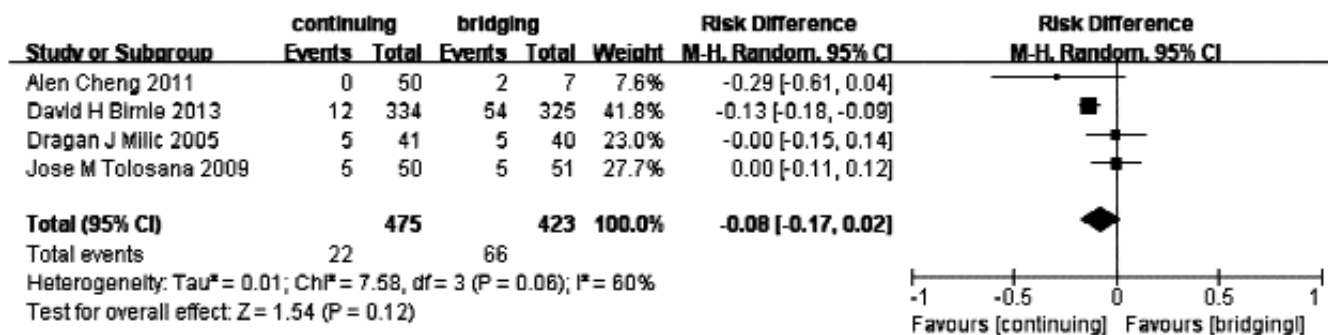 continuing bridging Risk Difference Risk Difference
Study or Subgroup Events Total Events Total Weight M-H, Random, 95% CI M-H, Random, 95% CI
Alen Cheng 2011 0 50 2 7 7.6% -0.29 [-0.61, 0.04]
David H Birnie 2013 12 334 54 325 41.8% -0.13 [-0.18, -0.09]
Dragan J Milic 2005 5 41 5 40 23.0% -0.00 [-0.15, 0.14]
Jose M Tolosana 2009 5 50 5 51 27.7% 0.00 [-0.11, 0.12]
Total (95% CI) 475 423 100.0% -0.08 [-0.17, 0.02]
Total events 22 66
Heterogeneity: Tau² = 0.01; Chi² = 7.58, df = 3 (P = 0.06); I² = 60%
Test for overall effect: Z = 1.54 (P = 0.12)
-1 -0.5 0 0.5 1
Favours [continuing] Favours [bridgingl]